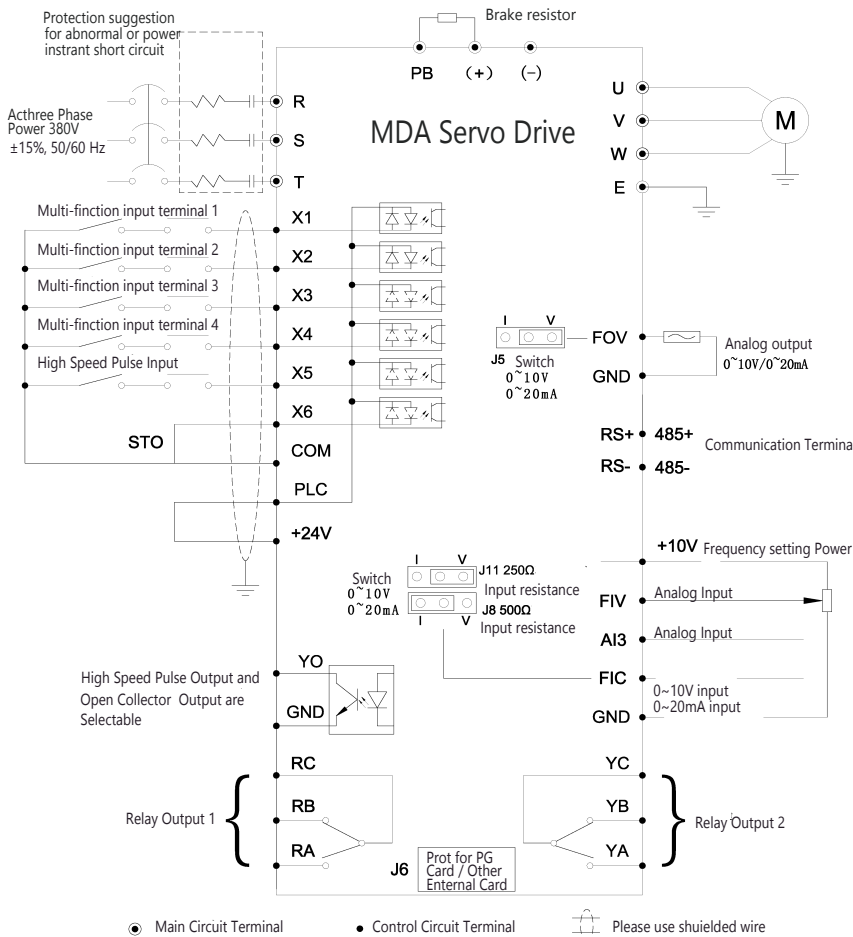 Protection suggestion
for abnormal or power
instrant short circuit
Brake resistor
PB (+) (-)
MDA Servo Drive
Acthree Phase
Power 380V
±15%, 50/60 Hz
R
S
T
U
V
W
E
M
Multi-finction input terminal 1
X1
Multi-finction input terminal 2
X2
Multi-finction input terminal 3
X3
Multi-finction input terminal 4
X4
High Speed Pulse Input
X5
X6
STO
COM
PLC
+24V
I V
J5 Switch
0~10V
0~20mA
FOV
GND
Analog output
0~10V/0~20mA
RS+ 485+
RS- 485-
Communication Termina
+10V Frequency setting Power
Switch
0~10V
0~20mA
I V
J11 250Ω
Input resistance
J8 500Ω
I V
Input resistance
FIV Analog Input
AI3 Analog Input
FIC
0~10V input
0~20mA input
GND
High Speed Pulse Output and
Open Collector Output are
Selectable
YO
GND
Relay Output 1
RC
RB
RA
YC
YB
YA
Relay Output 2
J6
Prot for PG
Card / Other
Enternal Card
Main Circuit Terminal
Control Circuit Terminal
Please use shuielded wire